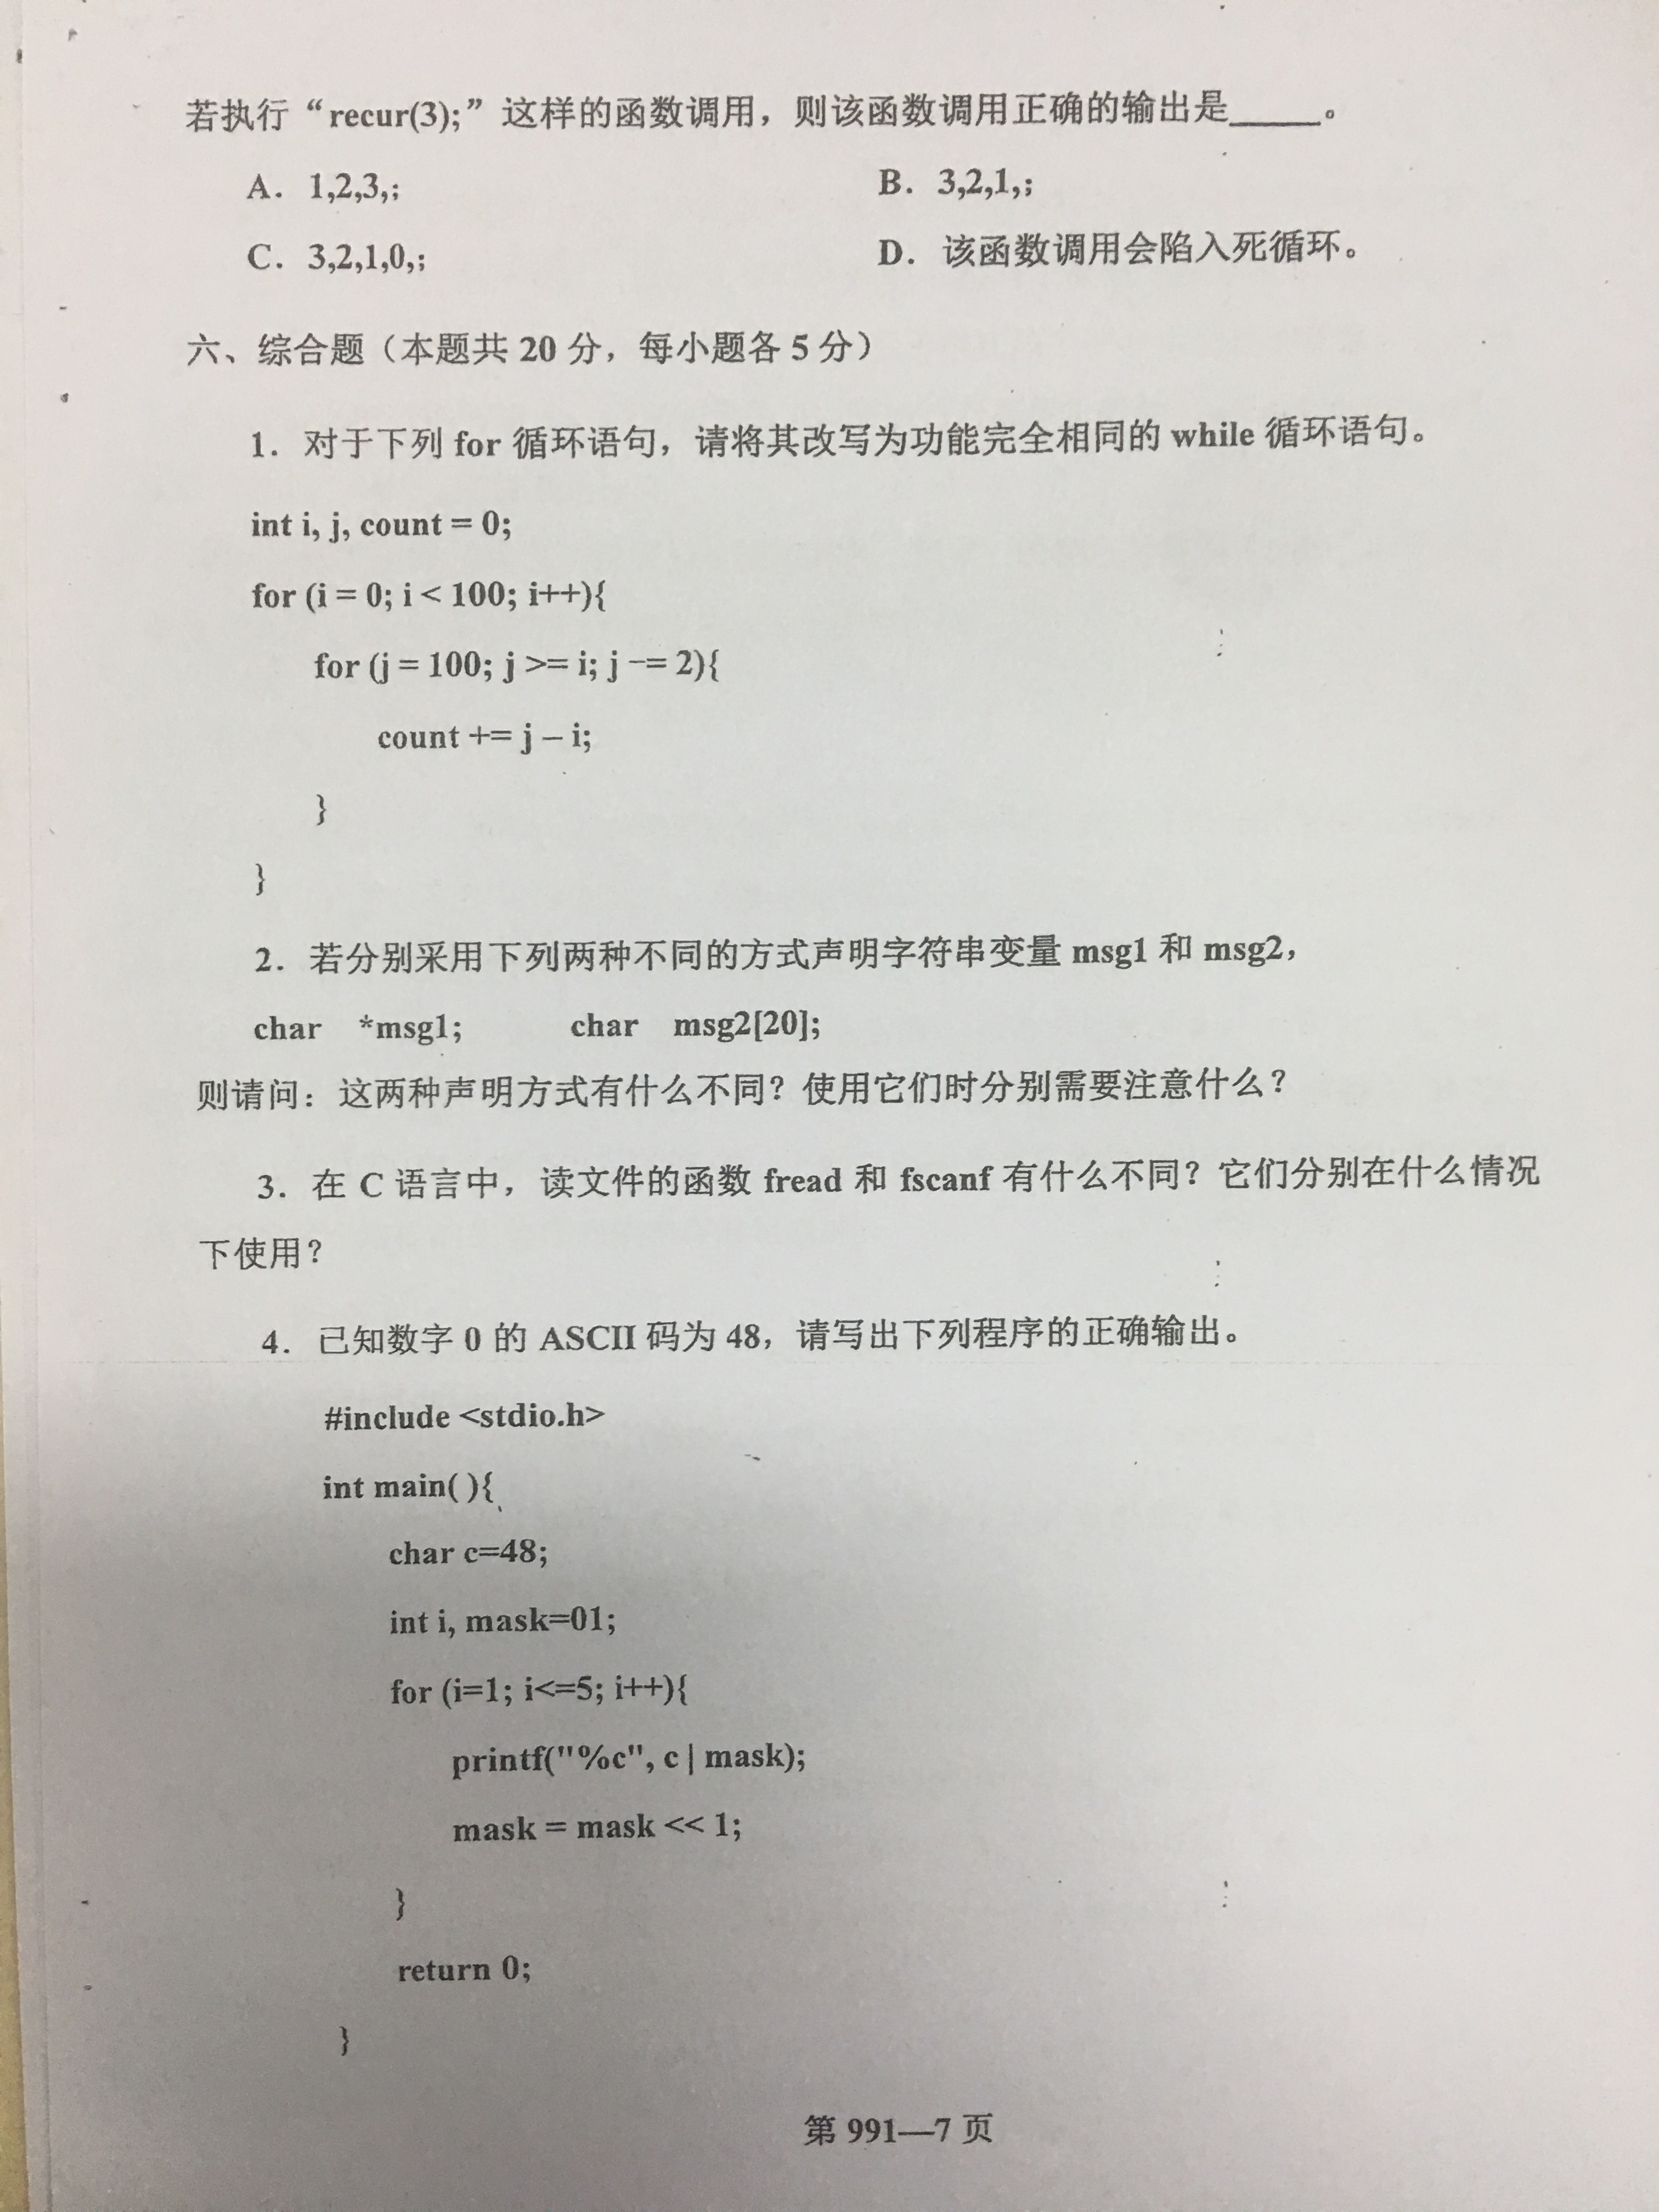 若执行“recur(3);”这样的函数调用，则该函数调用正确的输出是_____。
A．1,2,3,; B．3,2,1,;
C．3,2,1,0,; D．该函数调用会陷入死循环。
六、综合题（本题共 20 分，每小题各 5 分）
1．对于下列 for 循环语句，请将其改写为功能完全相同的 while 循环语句。
int i, j, count = 0;
for (i = 0; i < 100; i++){
for (j = 100; j >= i; j -= 2){
count += j – i;
}
}
2．若分别采用下列两种不同的方式声明字符串变量 msg1 和 msg2，
char *msg1; char msg2[20];
则请问：这两种声明方式有什么不同？使用它们时分别需要注意什么？
3．在 C 语言中，读文件的函数 fread 和 fscanf 有什么不同？它们分别在什么情况
下使用？
4．已知数字 0 的 ASCII 码为 48，请写出下列程序的正确输出。
#include <stdio.h>
int main( ){
char c=48;
int i, mask=01;
for (i=1; i<=5; i++){
printf("%c", c | mask);
mask = mask << 1;
}
return 0;
}
第 991—7 页